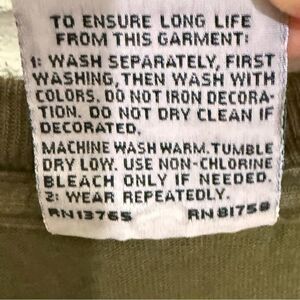 TO ENSURE LONG LIFE
FROM THIS GARMENT:
1: WASH SEPARATELY, FIRST
WASHING, THEN WASH WITH
COLORS. DO NOT IRON DECORA-
TION. DO NOT DRY CLEAN IF
DECORATED.
MACHINE WASH WARM. TUMBLE
DRY LOW. USE NON-CHLORINE
BLEACH ONLY IF NEEDED.
2: WEAR REPEATEDLY.
RN13765 RN81758